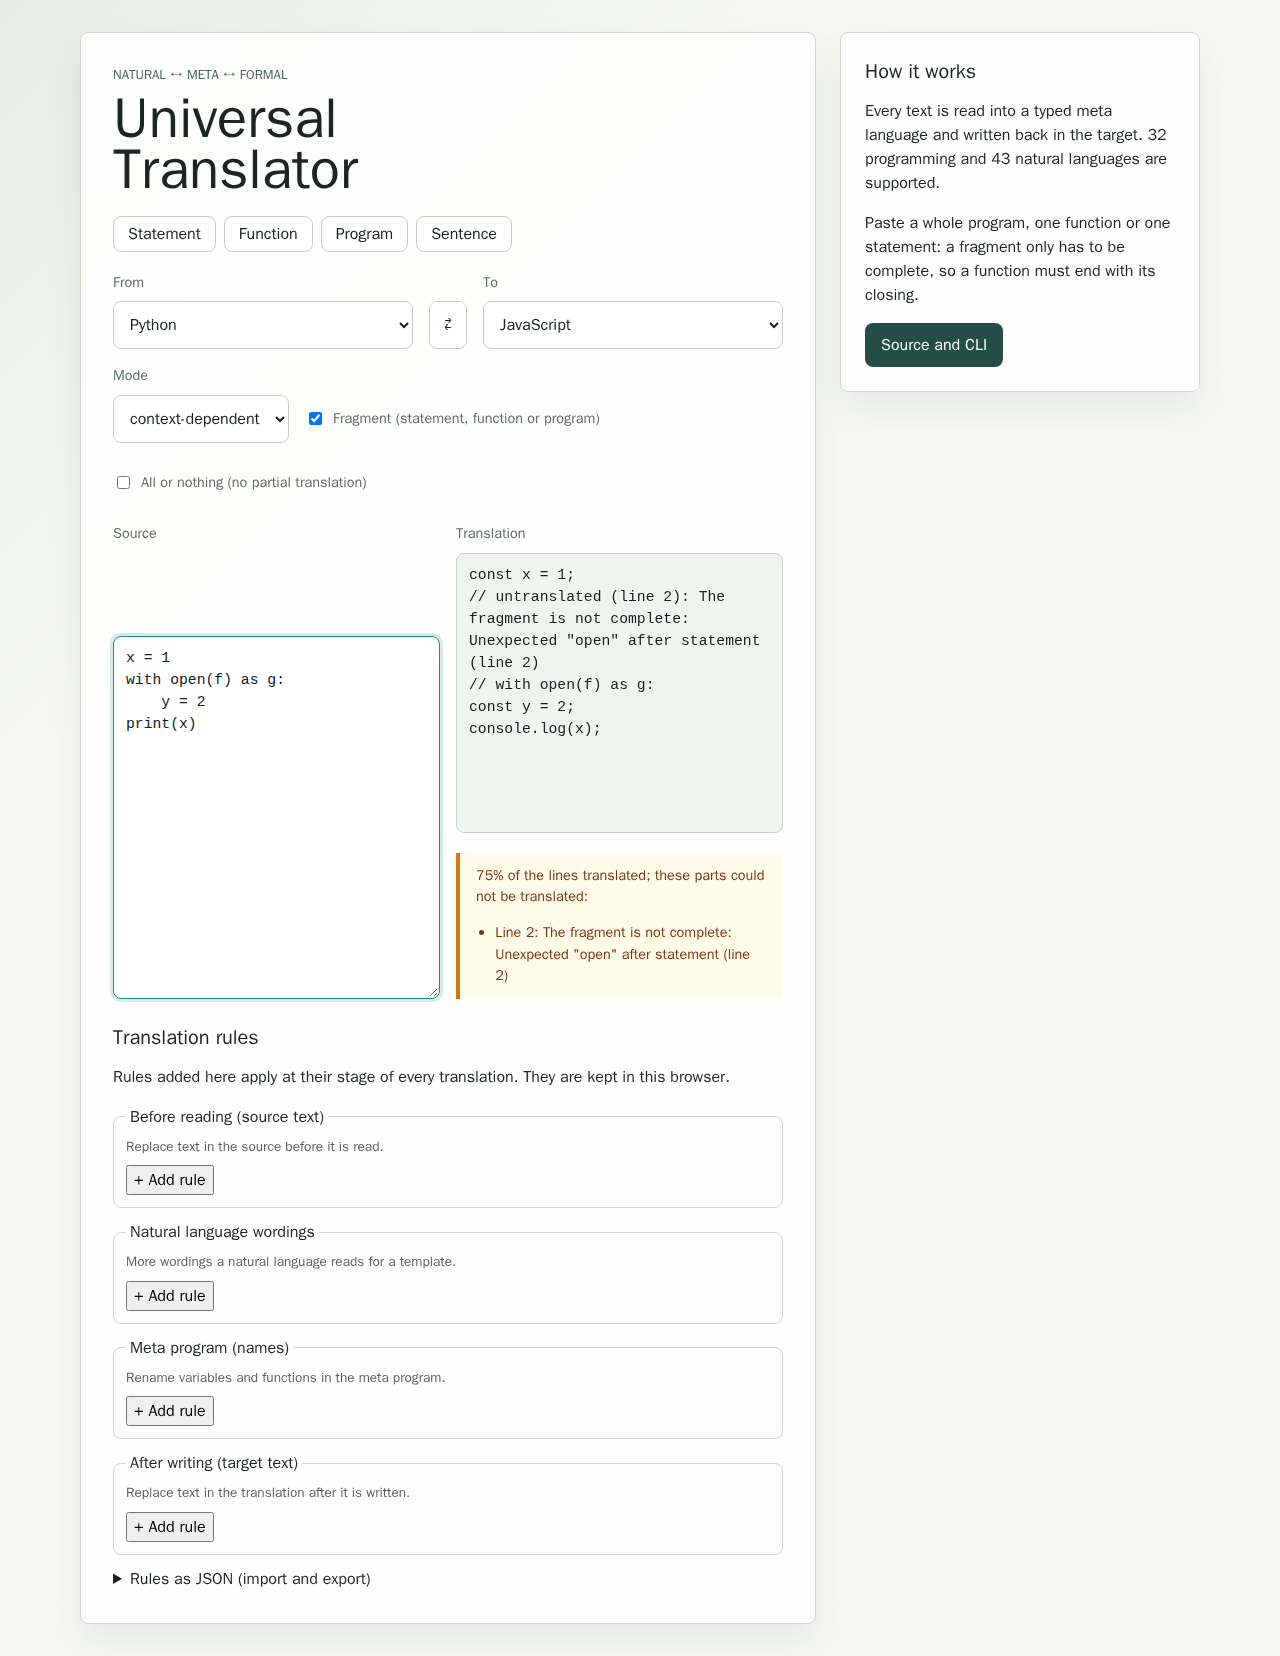 NATURAL ↔ META ↔ FORMAL
Universal
Translator
Statement
Function
Program
Sentence
From
To
Python
⇄
JavaScript
Mode
context-dependent
Fragment (statement, function or program)
All or nothing (no partial translation)
Source
x = 1
with open(f) as g:
    y = 2
print(x)
Translation
const x = 1;
// untranslated (line 2): The
fragment is not complete:
Unexpected "open" after statement
(line 2)
// with open(f) as g:
const y = 2;
console.log(x);
75% of the lines translated; these parts could
not be translated:
• Line 2: The fragment is not complete:
Unexpected "open" after statement (line
2)
Translation rules
Rules added here apply at their stage of every translation. They are kept in this browser.
Before reading (source text)
Replace text in the source before it is read.
+ Add rule
Natural language wordings
More wordings a natural language reads for a template.
+ Add rule
Meta program (names)
Rename variables and functions in the meta program.
+ Add rule
After writing (target text)
Replace text in the translation after it is written.
+ Add rule
▶ Rules as JSON (import and export)
How it works
Every text is read into a typed meta
language and written back in the target. 32
programming and 43 natural languages are
supported.
Paste a whole program, one function or one
statement: a fragment only has to be
complete, so a function must end with its
closing.
Source and CLI